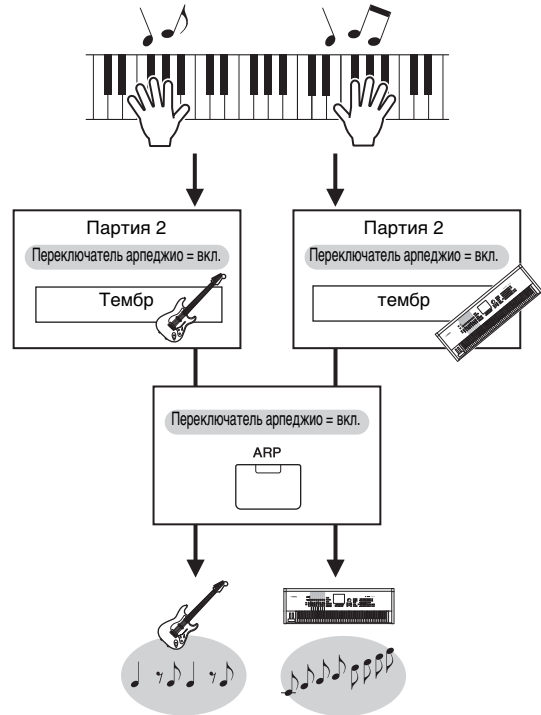 Партия 2
Переключатель арпеджио = вкл.
Тембр
Партия 2
Переключатель арпеджио = вкл.
тембр
Переключатель арпеджио = вкл.
ARP